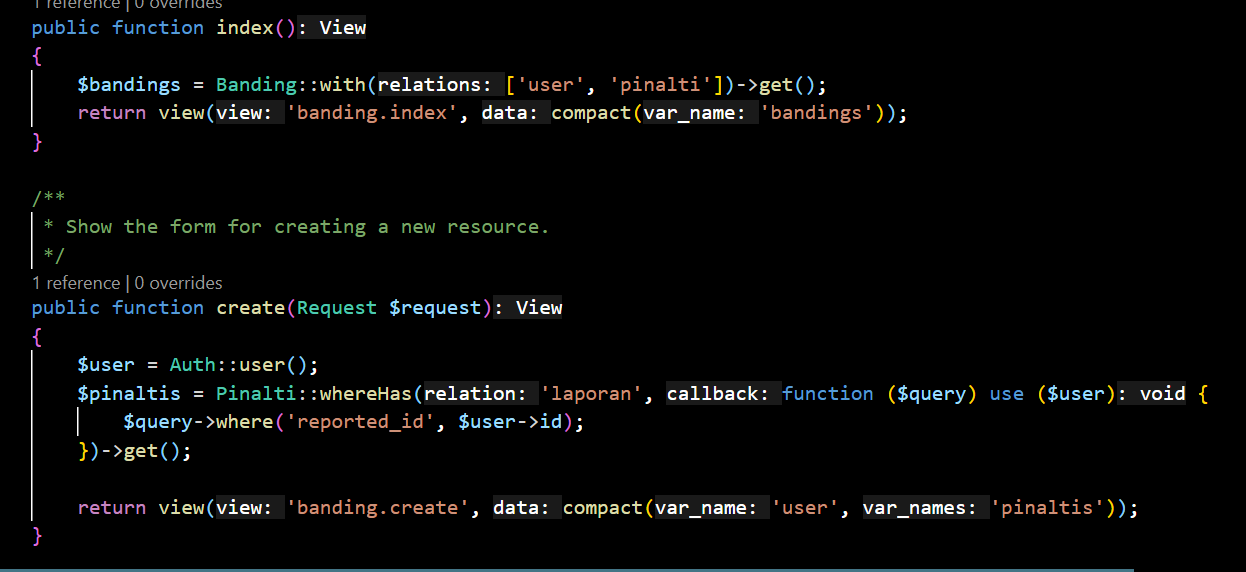 1 reference | 0 overrides
public function index(): View
{
    $bandings = Banding::with(relations: ['user', 'pinalti'])->get();
    return view(view: 'banding.index', data: compact(var_name: 'bandings'));
}
/**
 * Show the form for creating a new resource.
 */
1 reference | 0 overrides
public function create(Request $request): View
{
    $user = Auth::user();
    $pinaltis = Pinalti::whereHas(relation: 'laporan', callback: function ($query) use ($user): void {
        $query->where('reported_id', $user->id);
    })->get();
    return view(view: 'banding.create', data: compact(var_name: 'user', var_names: 'pinaltis'));
}